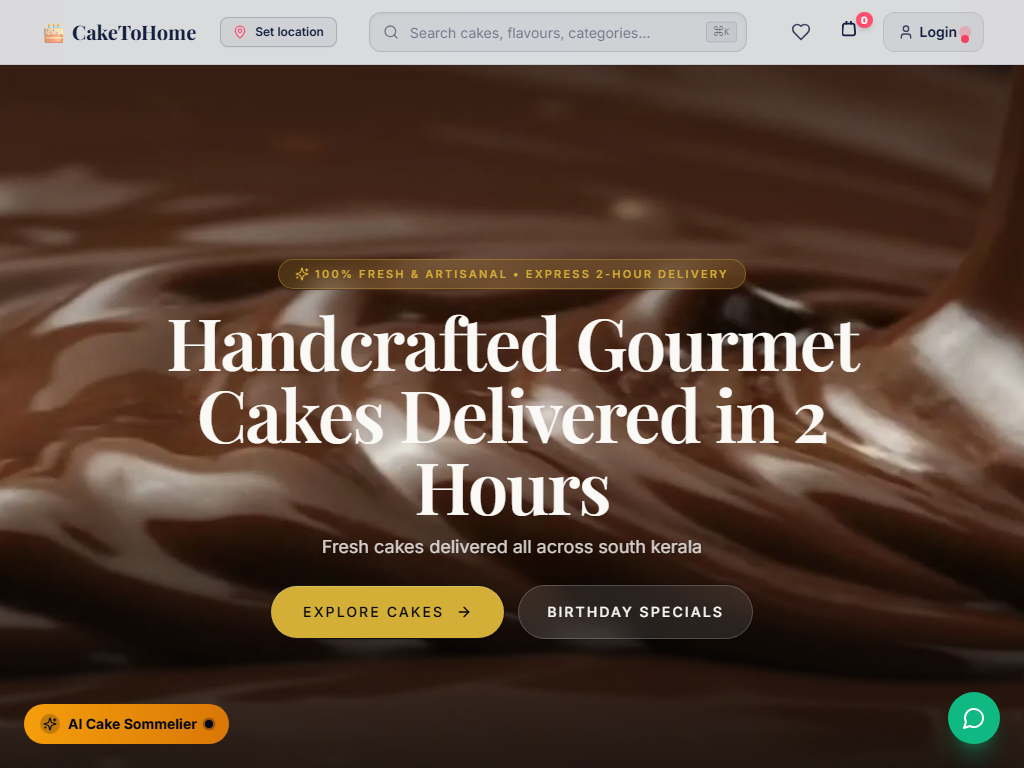 CakeToHome
Set location
Search cakes, flavours, categories...
⌘K
0
Login
100% FRESH & ARTISANAL • EXPRESS 2-HOUR DELIVERY
Handcrafted Gourmet
Cakes Delivered in 2
Hours
Fresh cakes delivered all across south kerala
EXPLORE CAKES →
BIRTHDAY SPECIALS
AI Cake Sommelier